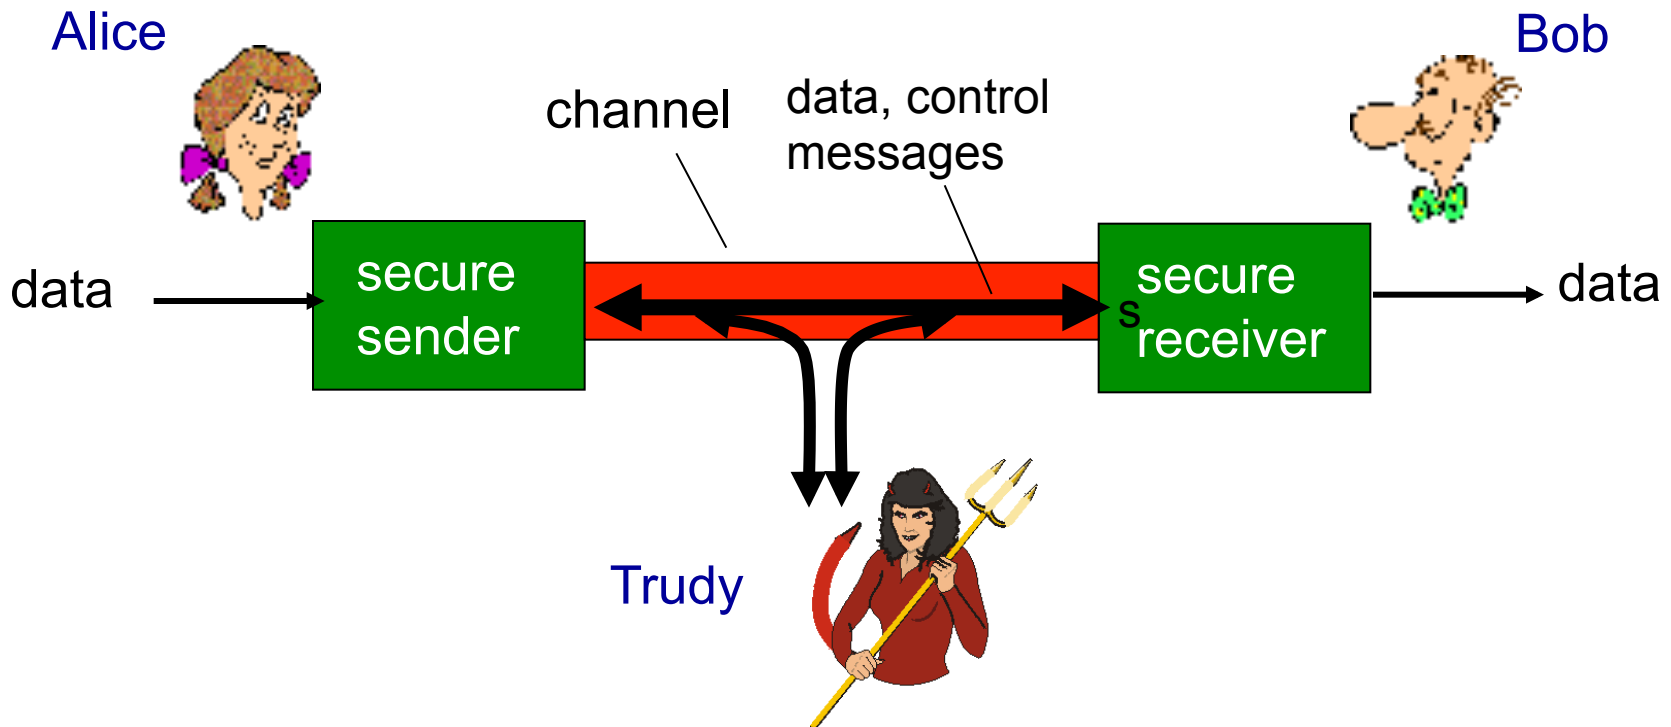 Alice
Bob
channel
data, control
messages
data
secure
sender
s
secure
receiver
data
Trudy